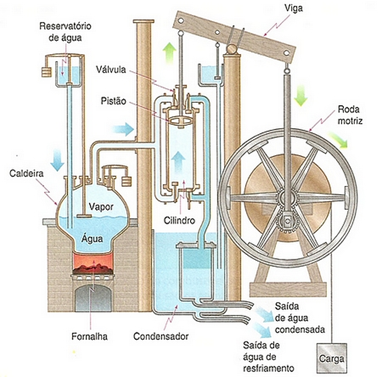 Reservatório
de água
Viga
Válvula
Pistão
Roda
motriz
Caldeira
Vapor
Cilindro
Água
Fornalha
Condensador
Saída
de água
condensada
Saída
de água de
resfriamento
Carga